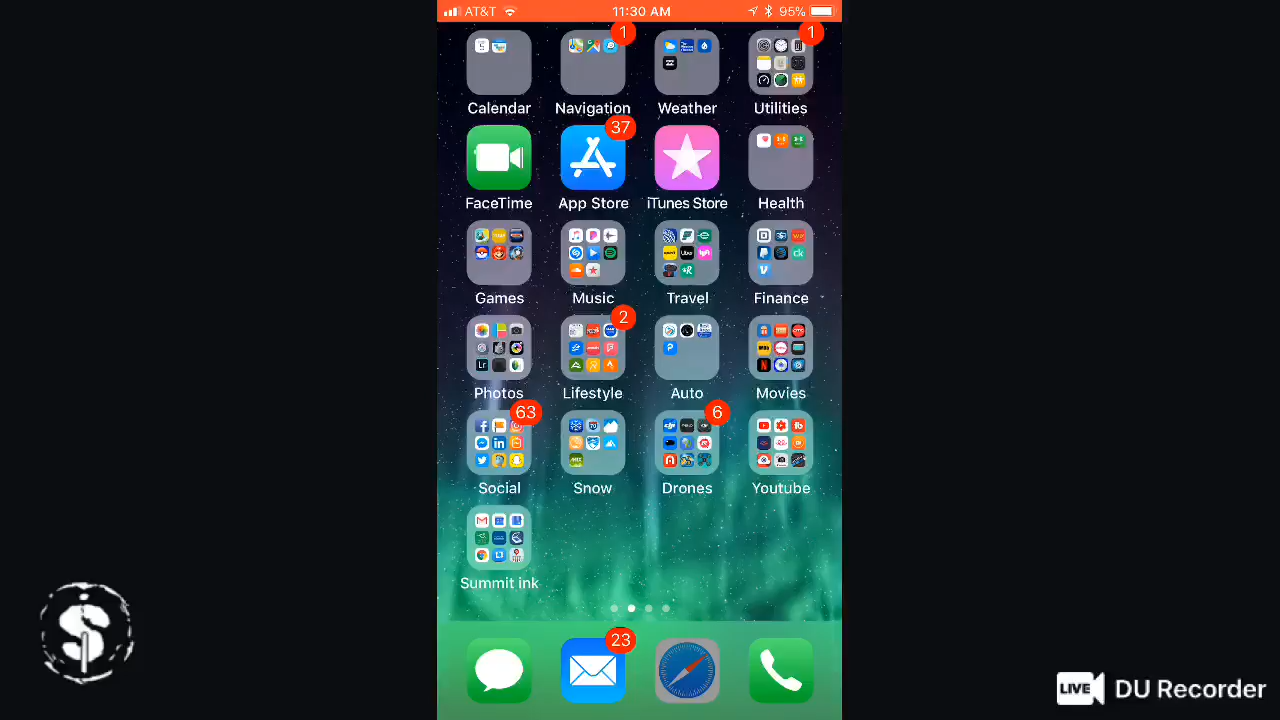 AT&T 11:30 AM 95%
1 1
Calendar Navigation Weather Utilities
37
FaceTime App Store iTunes Store Health
Games Music Travel Finance
2
Photos Lifestyle Auto Movies
63 6
Social Snow Drones Youtube
Summit ink
23
LIVE DU Recorder